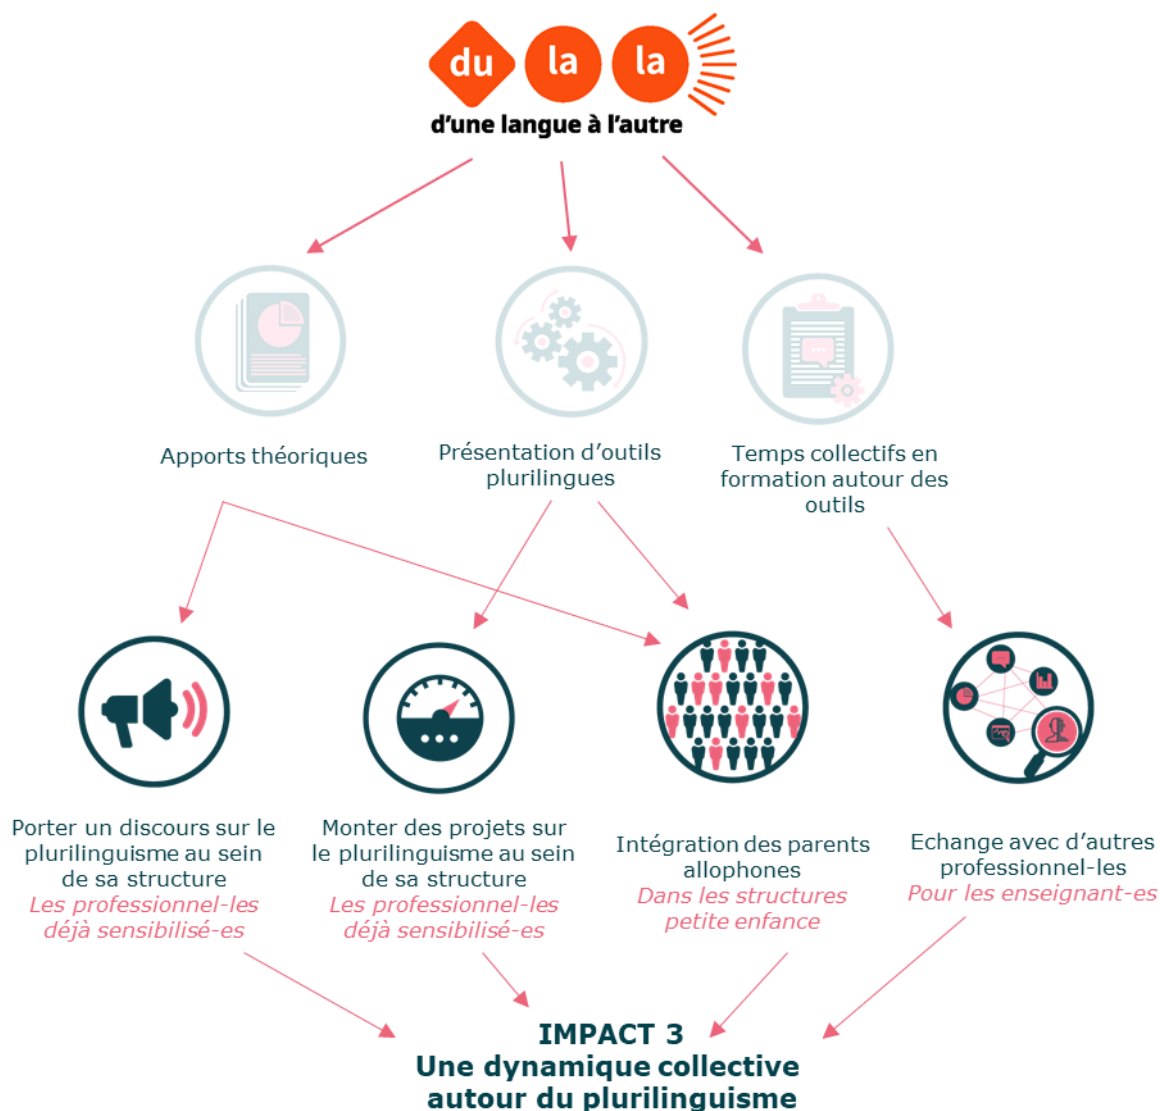 du la la
d'une langue à l'autre
Apports théoriques
Présentation d'outils
plurilingues
Temps collectifs en
formation autour des
outils
Porter un discours sur le
plurilinguisme au sein
de sa structure
Les professionnel-les
déjà sensibilisé-es
Monter des projets sur
le plurilinguisme au sein
de sa structure
Les professionnel-les
déjà sensibilisé-es
Intégration des parents
allophones
Dans les structures
petite enfance
Echange avec d'autres
professionnel-les
Pour les enseignant-es
IMPACT 3
Une dynamique collective
autour du plurilinguisme